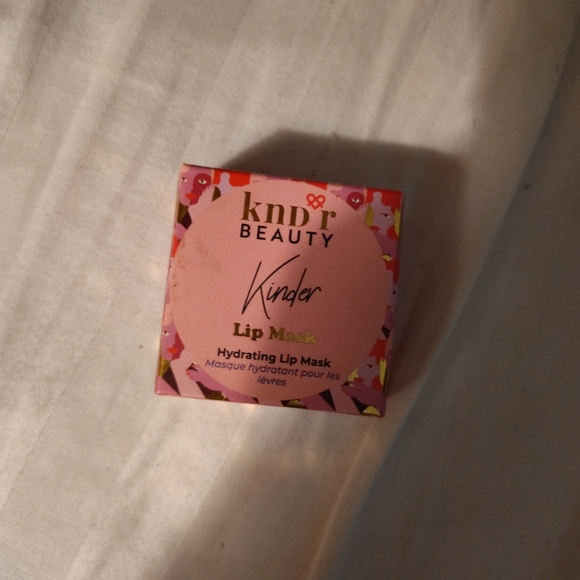 knD r
BEAUTY
Kinder
Lip Mask
Hydrating Lip Mask
Masque hydratant pour les
lèvres